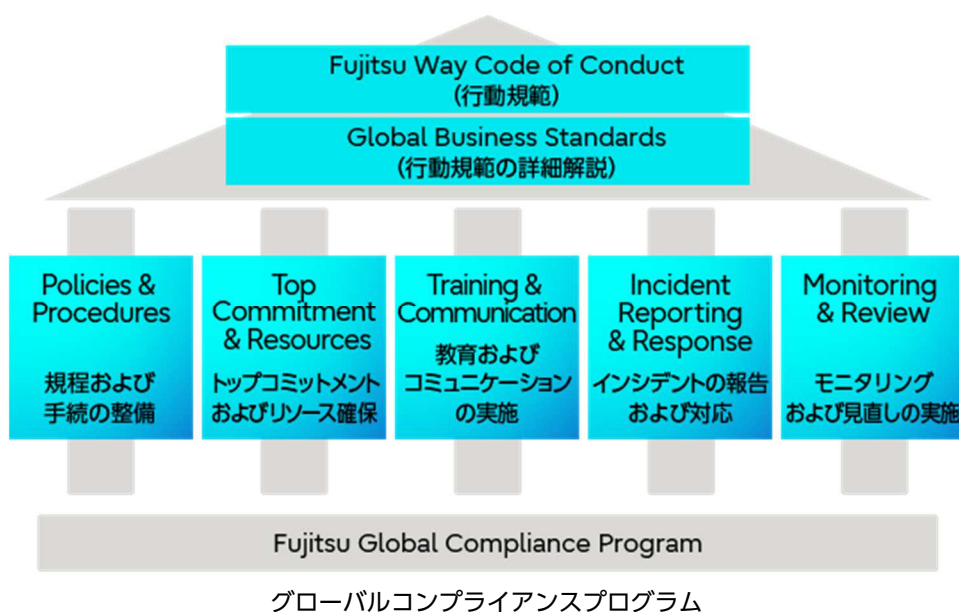 Fujitsu Way Code of Conduct
(行動規範)
Global Business Standards
(行動規範の詳細解説)
Policies &
Procedures
規程および
手続の整備
Top
Commitment
& Resources
トップコミットメント
およびリソース確保
Training &
Communication
教育および
コミュニケーション
の実施
Incident
Reporting
& Response
インシデントの報告
および対応
Monitoring
& Review
モニタリング
および見直しの実施
Fujitsu Global Compliance Program
グローバルコンプライアンスプログラム